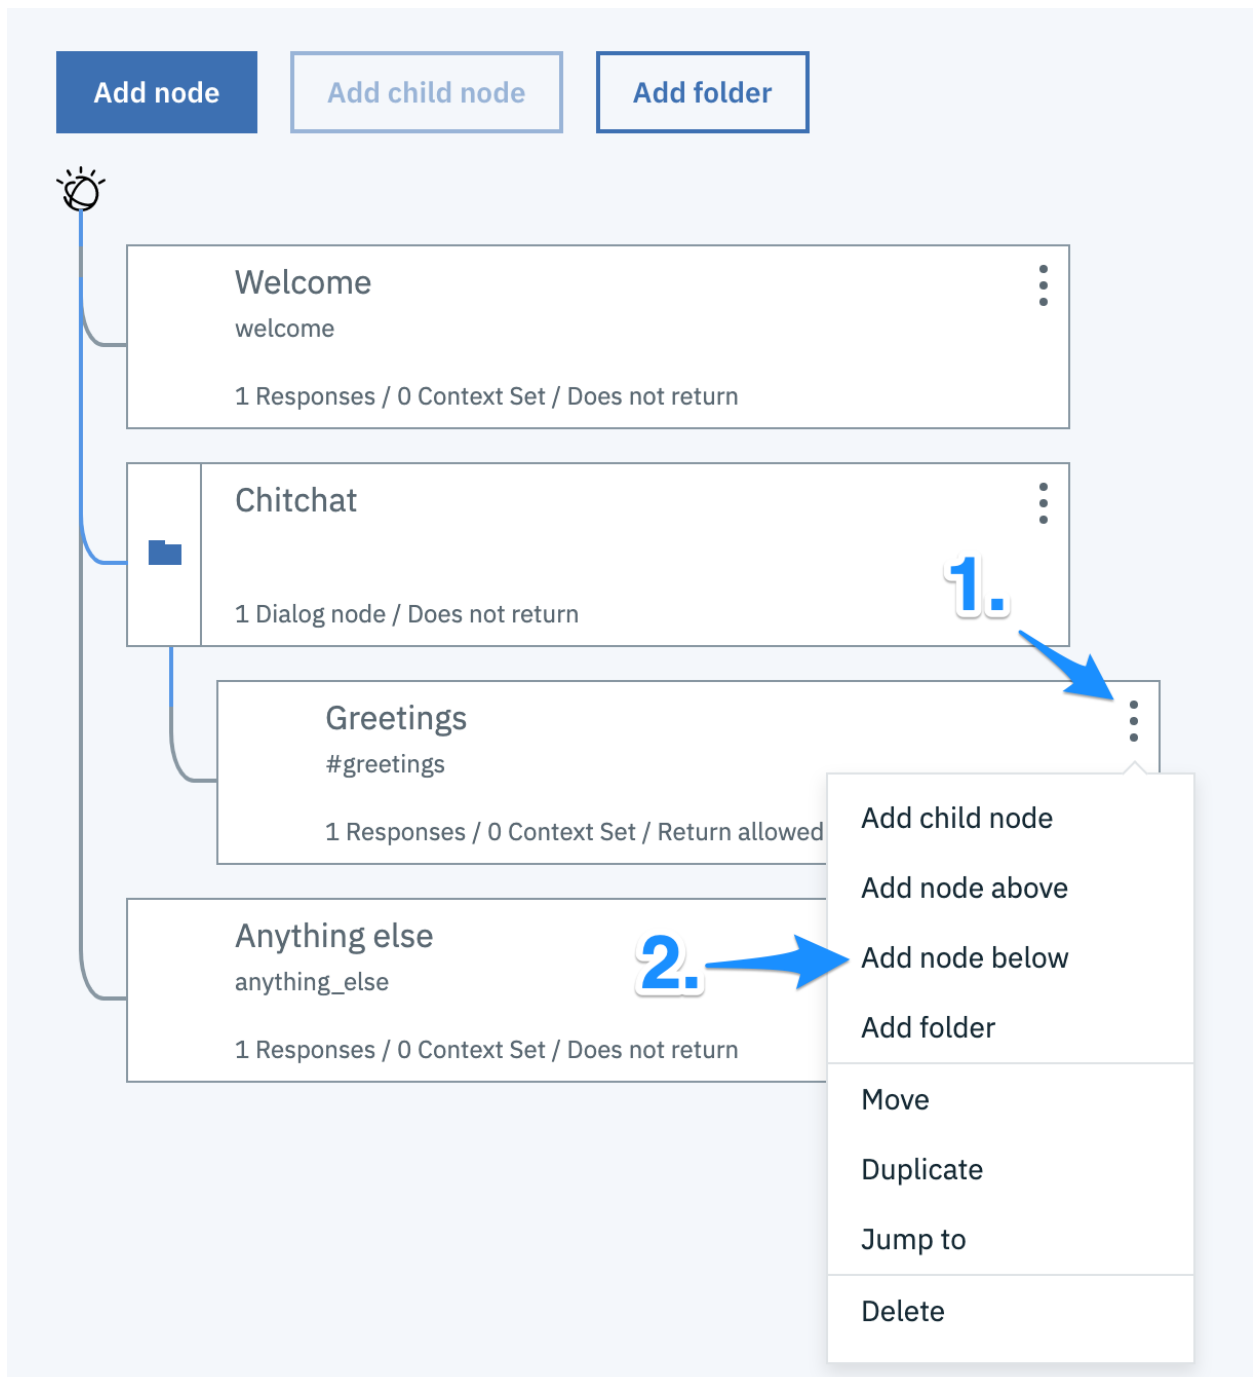 Add node
Add child node
Add folder
Welcome
welcome
1 Responses / 0 Context Set / Does not return
Chitchat
1 Dialog node / Does not return
1.
Greetings
#greetings
1 Responses / 0 Context Set / Return allowed
Anything else
anything_else
1 Responses / 0 Context Set / Does not return
2.
Add child node
Add node above
Add node below
Add folder
Move
Duplicate
Jump to
Delete